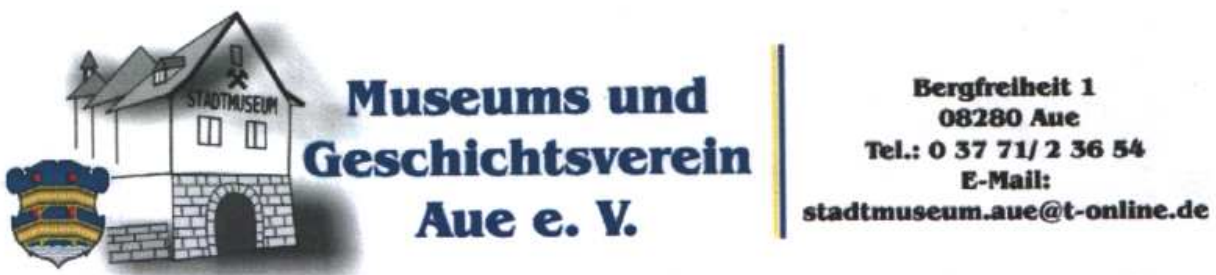 STADTMUSEUM
Museums und
Geschichtsverein
Aue e. V.
Bergfreiheit 1
08280 Aue
Tel.: 0 37 71/ 2 36 54
E-Mail:
stadtmuseum.aue@t-online.de